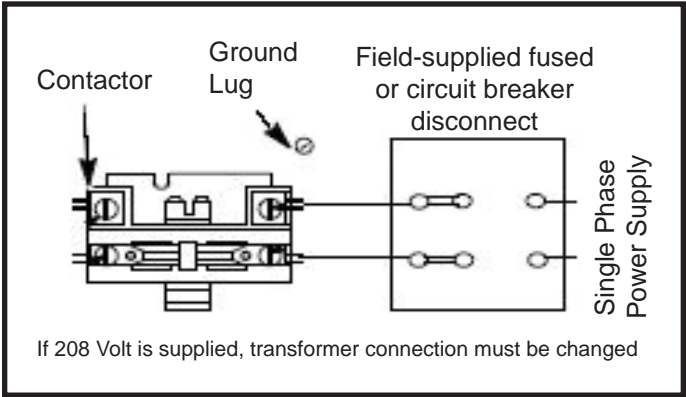 Contactor
Ground
Lug
Field-supplied fused
or circuit breaker
disconnect
Single Phase
Power Supply
If 208 Volt is supplied, transformer connection must be changed